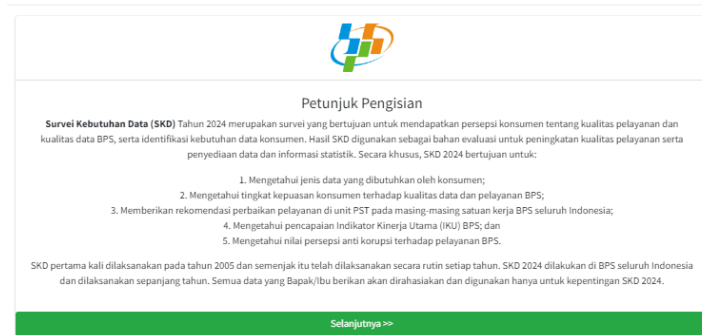 Petunjuk Pengisian
Survei Kebutuhan Data (SKD) Tahun 2024 merupakan survei yang bertujuan untuk mendapatkan persepsi konsumen tentang kualitas pelayanan dan
kualitas data BPS, serta identifikasi kebutuhan data konsumen. Hasil SKD digunakan sebagai bahan evaluasi untuk peningkatan kualitas pelayanan serta
penyediaan data dan informasi statistik. Secara khusus, SKD 2024 bertujuan untuk:
1. Mengetahui jenis data yang dibutuhkan oleh konsumen;
2. Mengetahui tingkat kepuasan konsumen terhadap kualitas data dan pelayanan BPS;
3. Memberikan rekomendasi perbaikan pelayanan di unit PST pada masing-masing satuan kerja BPS seluruh Indonesia;
4. Mengetahui pencapaian Indikator Kinerja Utama (IKU) BPS; dan
5. Mengetahui nilai persepsi anti korupsi terhadap pelayanan BPS.
SKD pertama kali dilaksanakan pada tahun 2005 dan semenjak itu telah dilaksanakan secara rutin setiap tahun. SKD 2024 dilakukan di BPS seluruh Indonesia
dan dilaksanakan sepanjang tahun. Semua data yang Bapak/Ibu berikan akan dirahasiakan dan digunakan hanya untuk kepentingan SKD 2024.
Selanjutnya >>